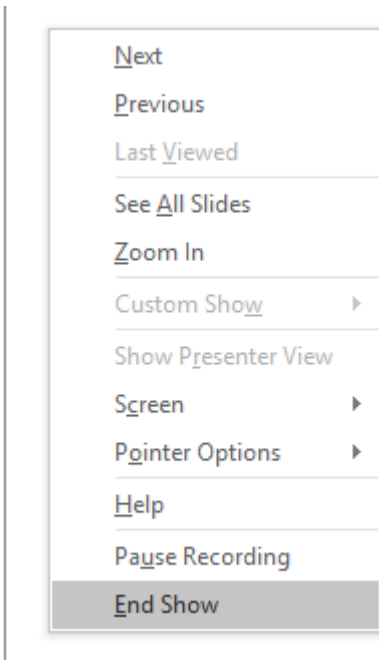 Next
Previous
Last Viewed
See All Slides
Zoom In
Custom Show
Show Presenter View
Screen
Pointer Options
Help
Pause Recording
End Show